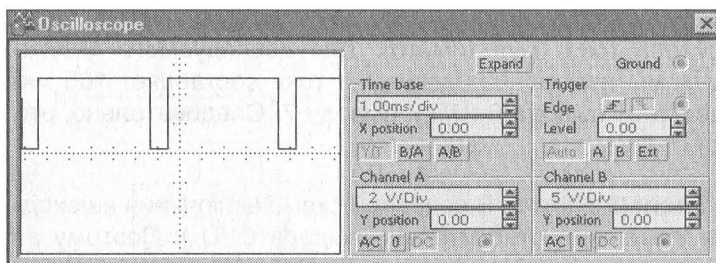 Oscilloscope
Expand
Ground
Time base
1.00ms/div
X position 0.00
Y/T B/A A/B
Trigger
Edge
Level 0.00
Auto A B Ext
Channel A
2 V/Div
Y position 0.00
AC 0 DC
Channel B
5 V/Div
Y position 0.00
AC 0 DC